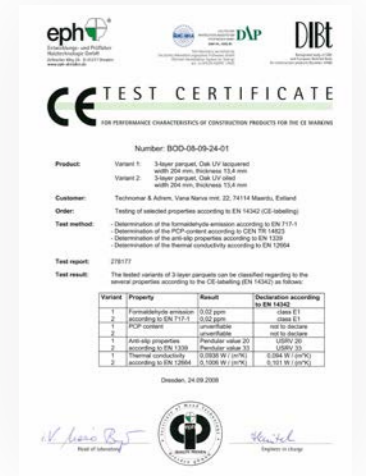 eph
Entwicklungs- und Prüflabor
Holztechnologie GmbH
DAP
DIBt
CE TEST CERTIFICATE
FOR PERFORMANCE CHARACTERISTICS OF CONSTRUCTION PRODUCTS FOR THE CE MARKING
Number: BOD-08-09-24-01
Product: Variant 1: 3-layer parquet, Oak UV lacquered
width 204 mm, thickness 13,4 mm
Variant 2: 3-layer parquet, Oak UV oiled
width 204 mm, thickness 13,4 mm
Customer: Technomar & Adrem, Vana Narva mnt. 22, 74114 Maardu, Estland
Order: Testing of selected properties according to EN 14342 (CE-labelling)
Test method: - Determination of the formaldehyde emission according to EN 717-1
- Determination of the PCP-content according to CEN TR 14823
- Determination of the anti-slip properties according to EN 1339
- Determination of the thermal conductivity according to EN 12664
Test report: 278177
Test result: The tested variants of 3-layer parquets can be classified regarding to the
several properties according to the CE-labelling (EN 14342) as follows:
Variant Property Result Declaration according to EN 14342
1 Formaldehyde emission 0,02 ppm class E1
2 according to EN 717-1 0,02 ppm class E1
1 PCP content unverifiable not to declare
2 unverifiable not to declare
1 Anti-slip properties Pendular value 20 USRV 20
2 according to EN 1339 Pendular value 33 USRV 33
1 Thermal conductivity 0,0938 W / (m*K) 0,094 W / (m*K)
2 according to EN 12664 0,1006 W / (m*K) 0,101 W / (m*K)
Dresden, 24.09.2008
Head of laboratory
Engineer in charge